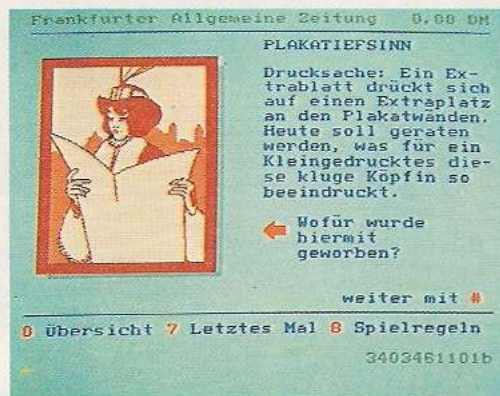 Frankfurter Allgemeine Zeitung 0,00 DM
PLAKATIEFSINN
Drucksache: Ein Ex-
trablatt drückt sich
auf einen Extraplatz
an den Plakatwänden.
Heute soll geraten
werden, was für ein
Kleingedrucktes die-
se kluge Köpfin so
beeindruckt.
Wofür wurde
hiermit
geworben?
weiter mit #
0 Übersicht 7 Letztes Mal 8 Spielregeln
3403461101b